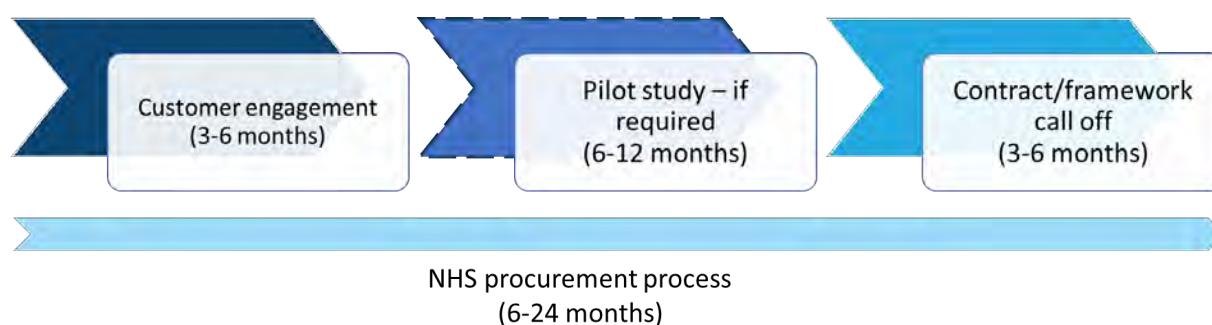 Customer engagement
(3-6 months)
Pilot study – if
required
(6-12 months)
Contract/framework
call off
(3-6 months)
NHS procurement process
(6-24 months)